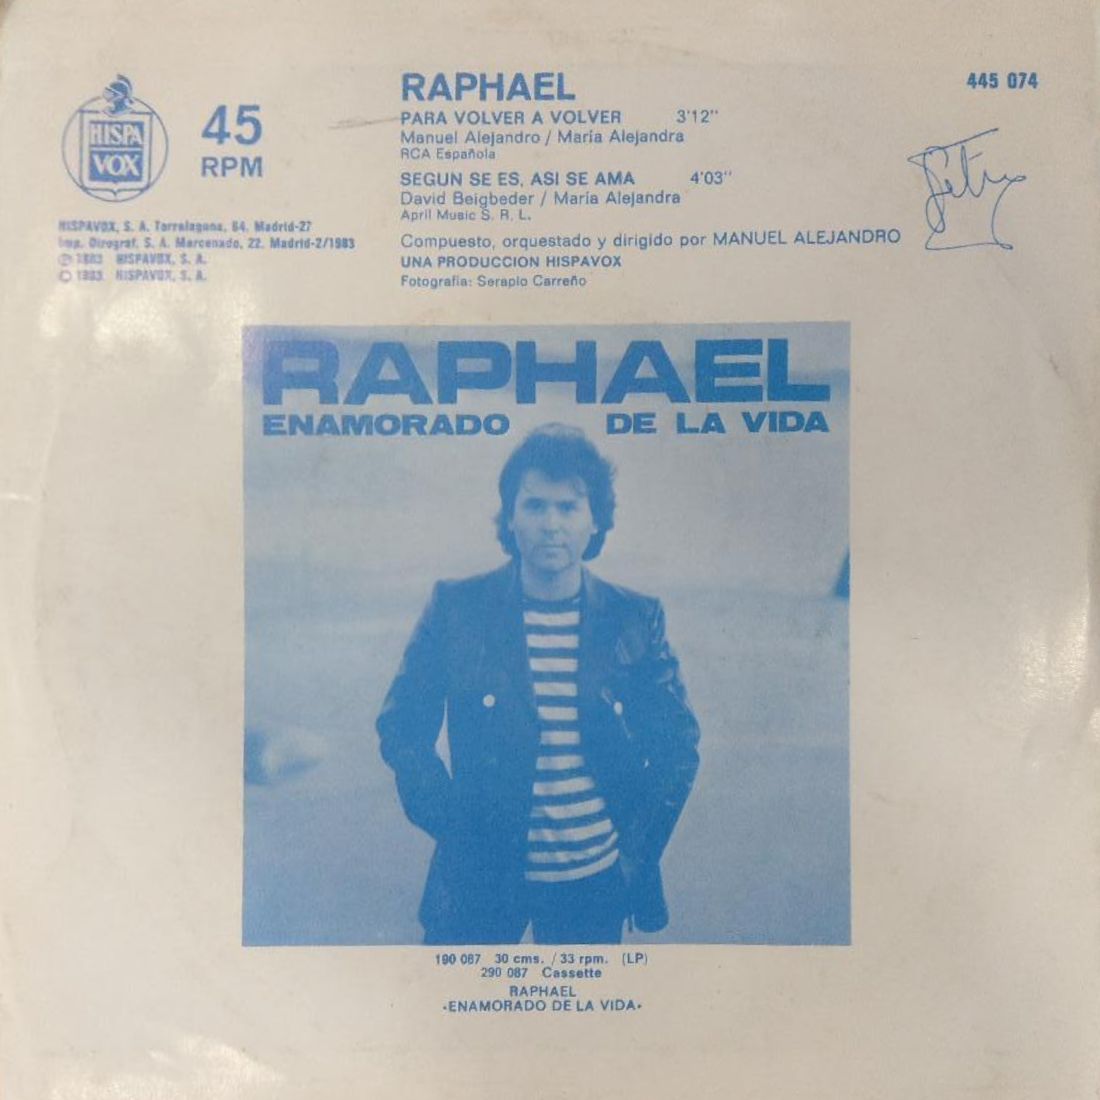 HISPA
VOX
45
RPM
HISPAVOX, S. A. Torrelaguna, 64. Madrid-27
Imp. Dirograf. S. A. Marcenado, 22. Madrid-2/1983
Ⓟ 1983 HISPAVOX, S. A.
© 1983 HISPAVOX, S. A.
RAPHAEL
PARA VOLVER A VOLVER 3'12''
Manuel Alejandro / María Alejandra
RCA Española
SEGUN SE ES, ASI SE AMA 4'03''
David Beigbeder / María Alejandra
April Music S. R. L.
Compuesto, orquestado y dirigido por MANUEL ALEJANDRO
UNA PRODUCCION HISPAVOX
Fotografía: Serapio Carreño
445 074
RAPHAEL
ENAMORADO DE LA VIDA
190 087 30 cms. / 33 rpm. (LP)
290 087 Cassette
RAPHAEL
«ENAMORADO DE LA VIDA»